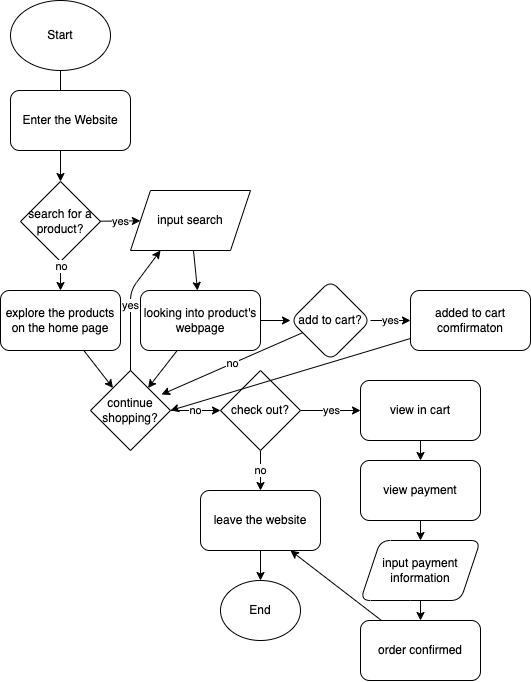 Start
Enter the Website
search for a
product?
yes
input search
no
explore the products
on the home page
yes
looking into product's
webpage
add to cart?
yes
added to cart
comfirmaton
no
continue
shopping?
no
check out?
yes
view in cart
no
view payment
leave the website
input payment
information
End
order confirmed